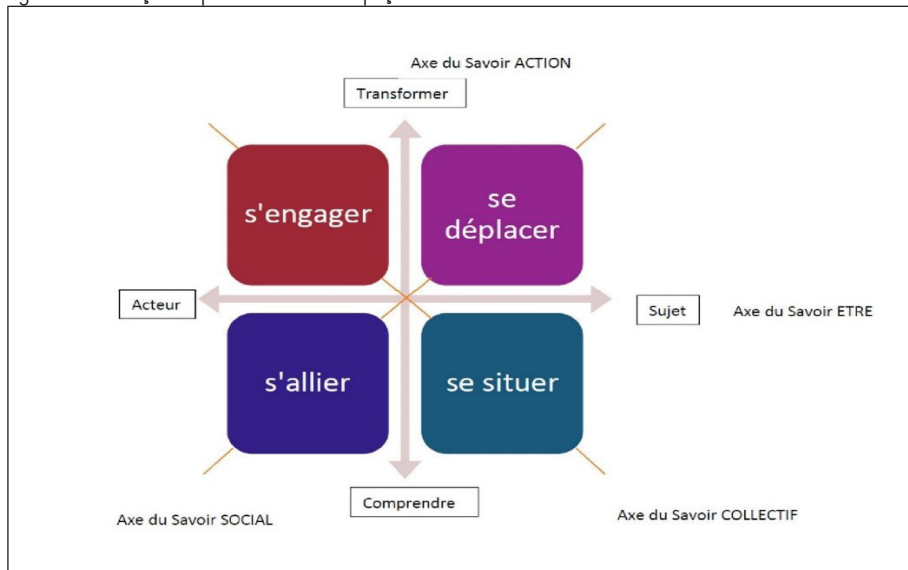 Axe du Savoir ACTION
Transformer
s'engager
se
déplacer
Acteur
Sujet
Axe du Savoir ETRE
s'allier
se situer
Comprendre
Axe du Savoir SOCIAL
Axe du Savoir COLLECTIF